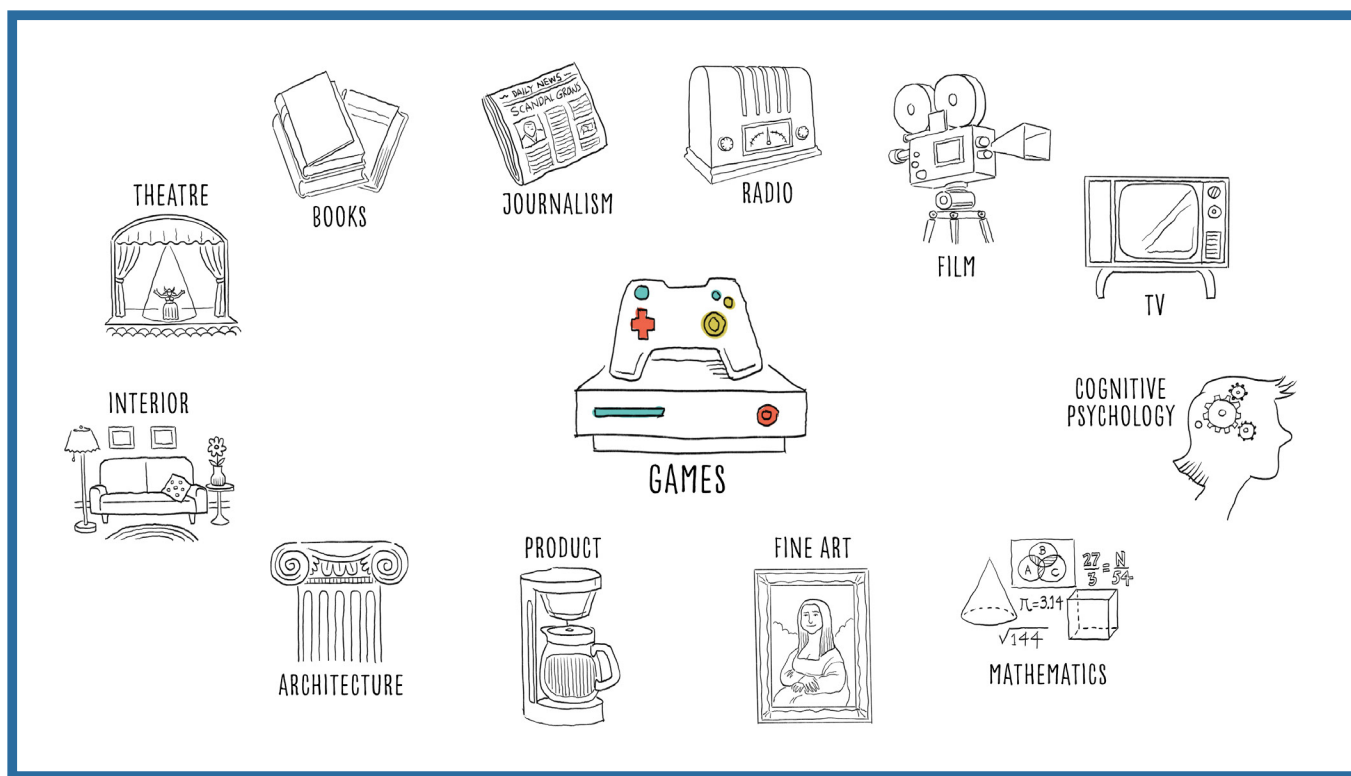 DAILY NEWS
SCANDAL GROWS
THEATRE
BOOKS
JOURNALISM
RADIO
FILM
TV
INTERIOR
COGNITIVE
PSYCHOLOGY
GAMES
PRODUCT
FINE ART
B
A C
27/3 = N/54
π=3.14
√144
ARCHITECTURE
MATHEMATICS